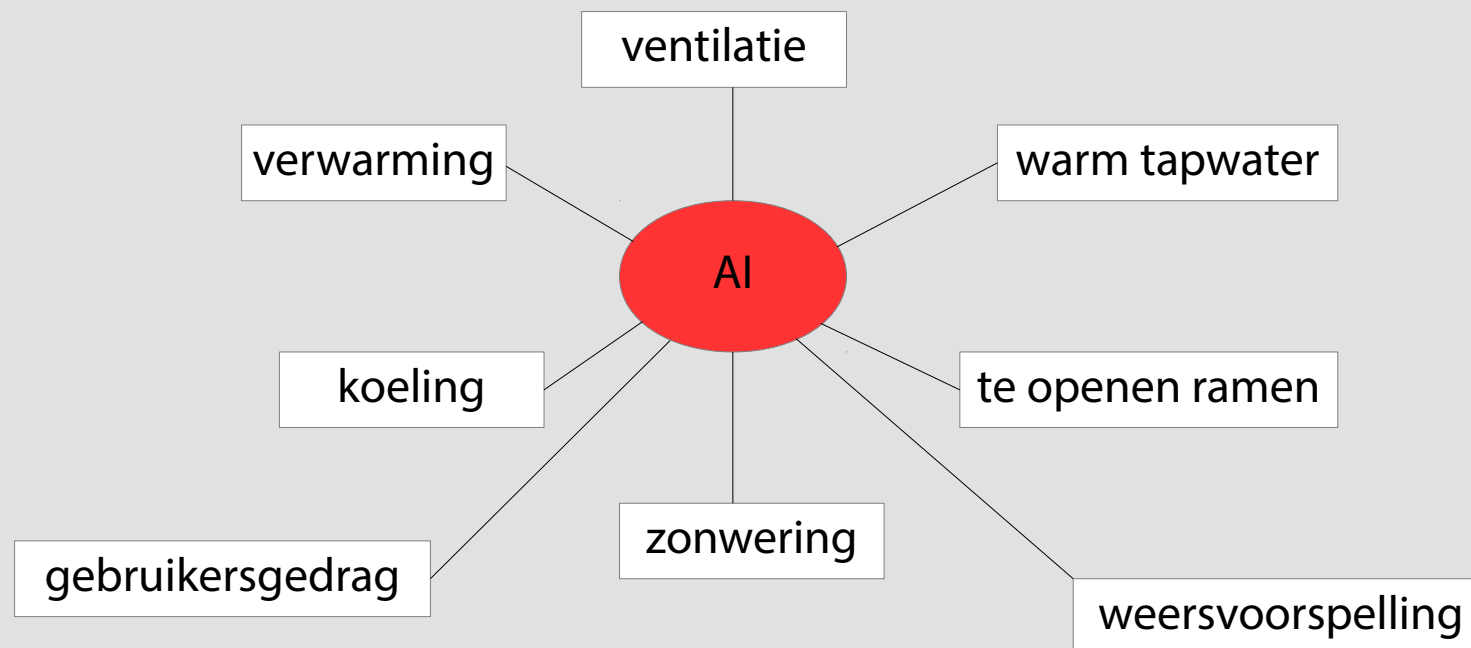 ventilatie
verwarming
warm tapwater
AI
koeling
te openen ramen
zonwering
gebruikersgedrag
weersvoorspelling